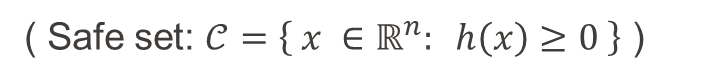 ( Safe set: 𝒞 = { x ∈ ℝⁿ: h(x) ≥ 0 } )